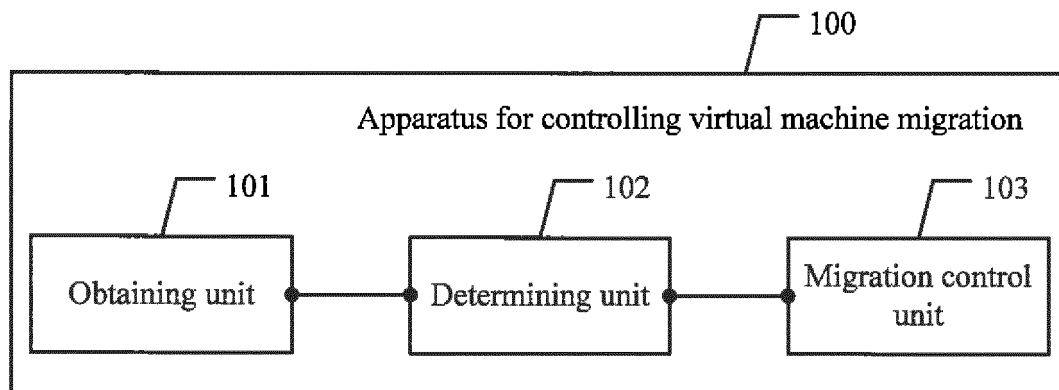 100
Apparatus for controlling virtual machine migration
101
102
103
Obtaining unit
Determining unit
Migration control
unit